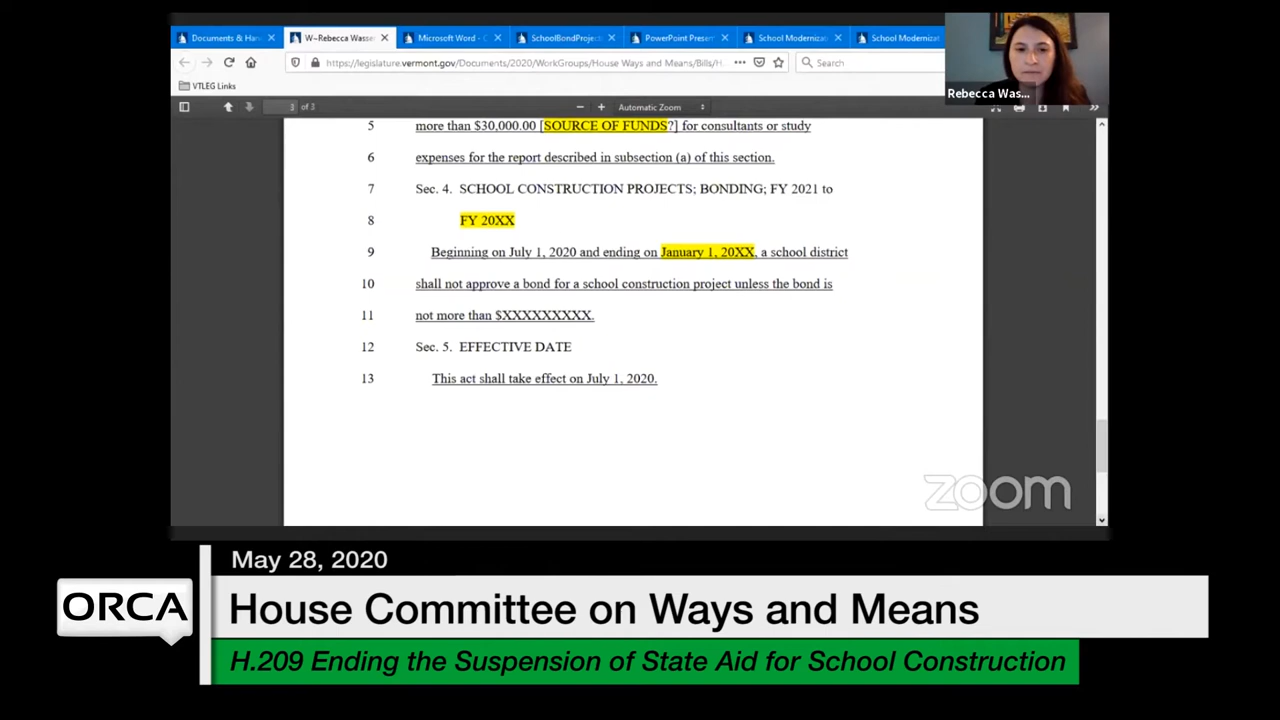 Documents & Han
W~Rebecca Wasse
Microsoft Word - C
SchoolBondProject
PowerPoint Present
School Modernizat
School Modernizat
https://legislature.vermont.gov/Documents/2020/WorkGroups/House Ways and Means/Bills/H
Search
VTLEG Links
Rebecca Was...
3 of 3
Automatic Zoom
5 more than $30,000.00 [SOURCE OF FUNDS?] for consultants or study
6 expenses for the report described in subsection (a) of this section.
7 Sec. 4. SCHOOL CONSTRUCTION PROJECTS; BONDING; FY 2021 to
8 FY 20XX
9 Beginning on July 1, 2020 and ending on January 1, 20XX, a school district
10 shall not approve a bond for a school construction project unless the bond is
11 not more than $XXXXXXXXX.
12 Sec. 5. EFFECTIVE DATE
13 This act shall take effect on July 1, 2020.
zoom
May 28, 2020
ORCA
House Committee on Ways and Means
H.209 Ending the Suspension of State Aid for School Construction